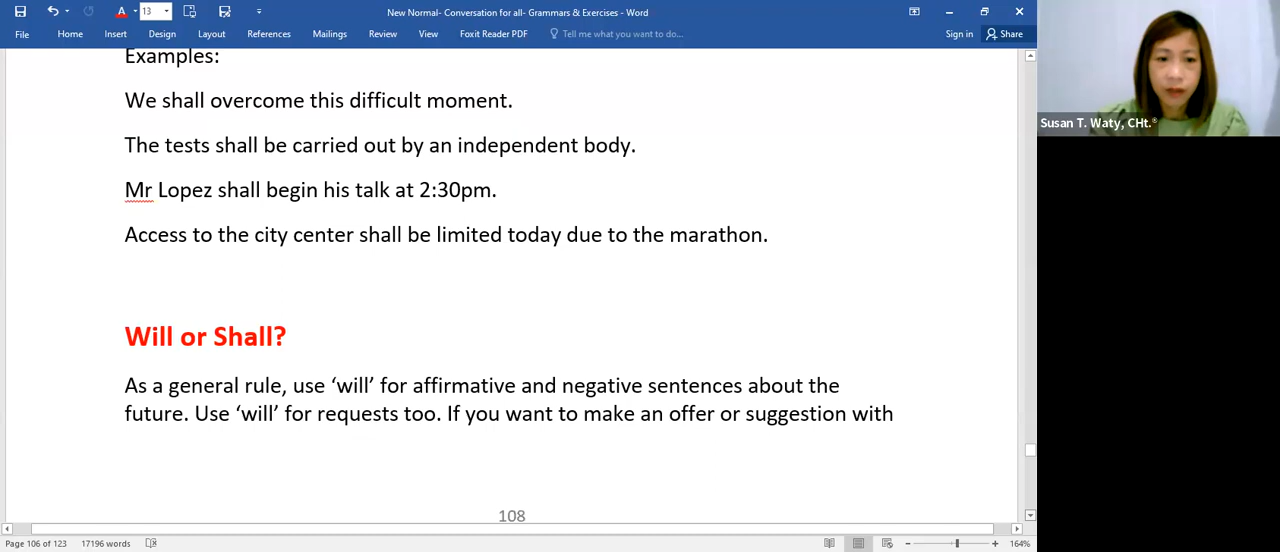 13
New Normal- Conversation for all- Grammars & Exercises - Word
File Home Insert Design Layout References Mailings Review View Foxit Reader PDF Tell me what you want to do... Sign in Share
Examples:
We shall overcome this difficult moment.
The tests shall be carried out by an independent body.
Mr Lopez shall begin his talk at 2:30pm.
Access to the city center shall be limited today due to the marathon.
Will or Shall?
As a general rule, use ‘will’ for affirmative and negative sentences about the
future. Use ‘will’ for requests too. If you want to make an offer or suggestion with
108
Page 106 of 123 17196 words 164%
Susan T. Waty, CHt.®